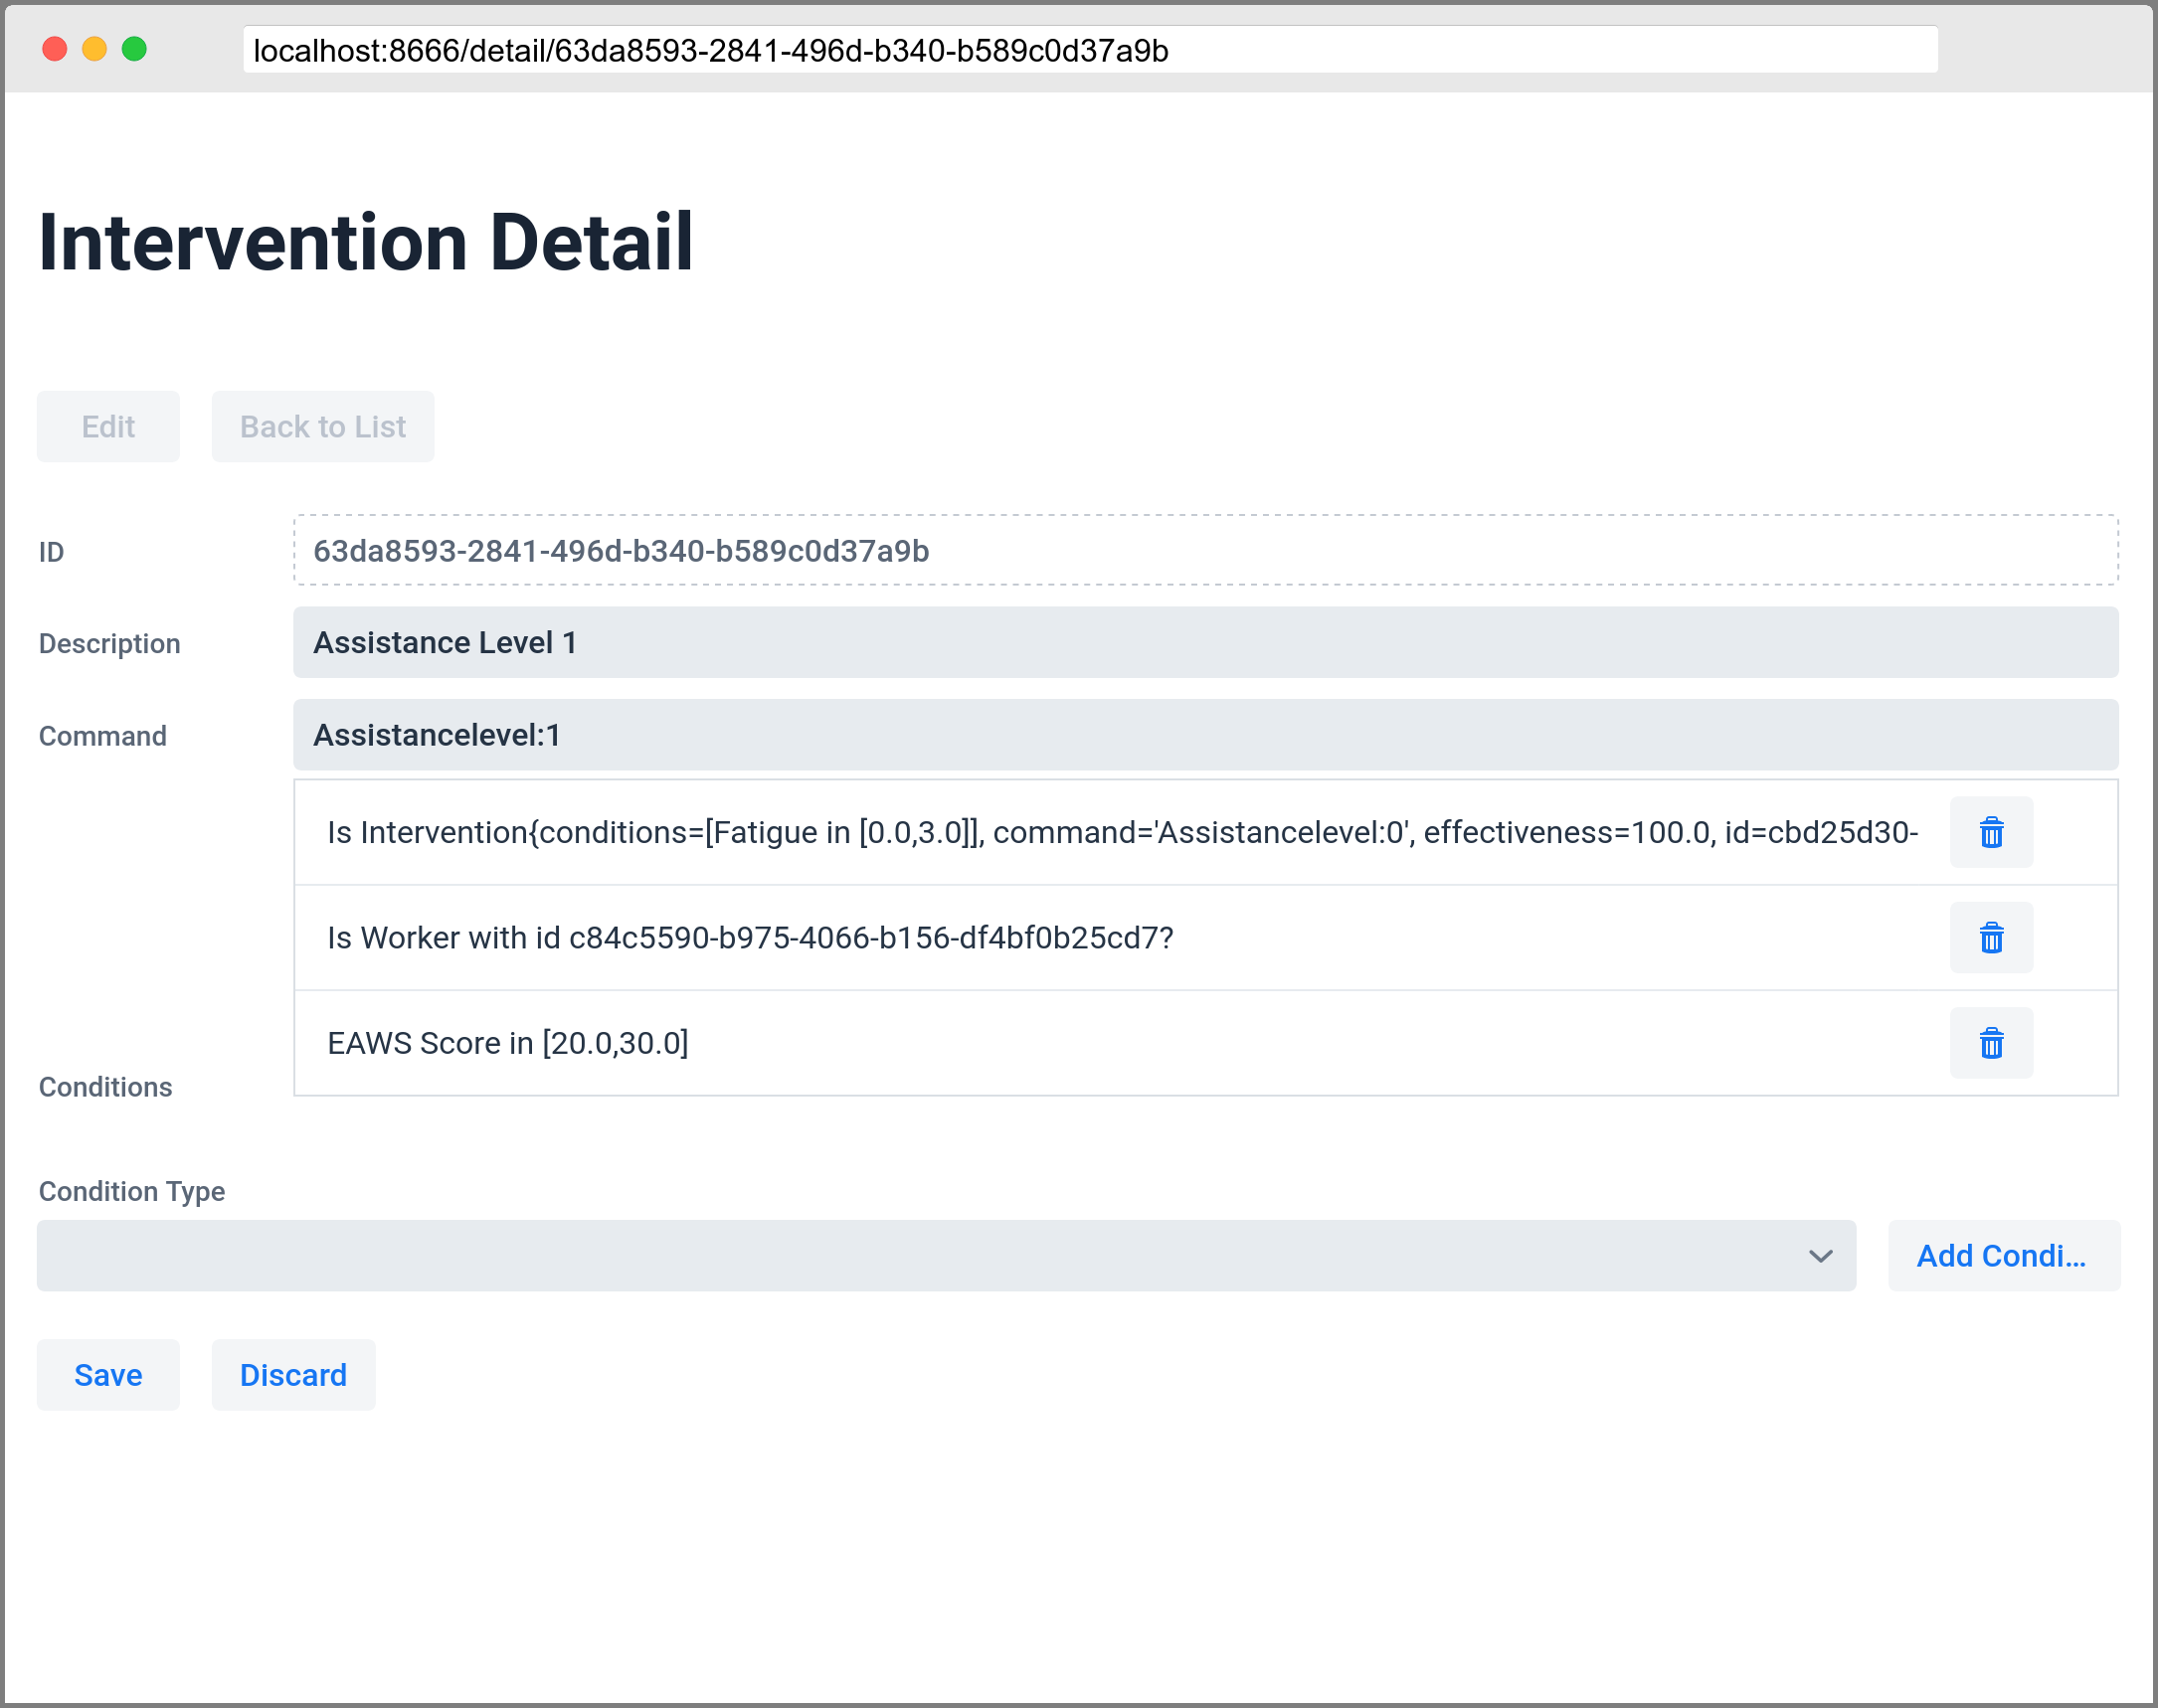 localhost:8666/detail/63da8593-2841-496d-b340-b589c0d37a9b
Intervention Detail
Edit
Back to List
ID
63da8593-2841-496d-b340-b589c0d37a9b
Description
Assistance Level 1
Command
Assistancelevel:1
Is Intervention{conditions=[Fatigue in [0.0,3.0]], command='Assistancelevel:0', effectiveness=100.0, id=cbd25d30-
Is Worker with id c84c5590-b975-4066-b156-df4bf0b25cd7?
EAWS Score in [20.0,30.0]
Conditions
Condition Type
Add Condi...
Save
Discard